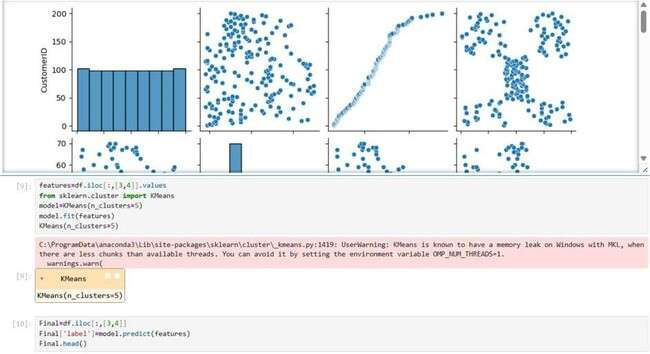 200
150
100
50
0
CustomerID
70
60
[9]:
features=df.iloc[:,[3,4]].values
from sklearn.cluster import KMeans
model=KMeans(n_clusters=5)
model.fit(features)
KMeans(n_clusters=5)
C:\ProgramData\anaconda3\Lib\site-packages\sklearn\cluster\_kmeans.py:1419: UserWarning: KMeans is known to have a memory leak on Windows with MKL, when
there are less chunks than available threads. You can avoid it by setting the environment variable OMP_NUM_THREADS=1.
warnings.warn(
[9]:
KMeans
KMeans(n_clusters=5)
[10]:
Final=df.iloc[:,[3,4]]
Final['label']=model.predict(features)
Final.head()